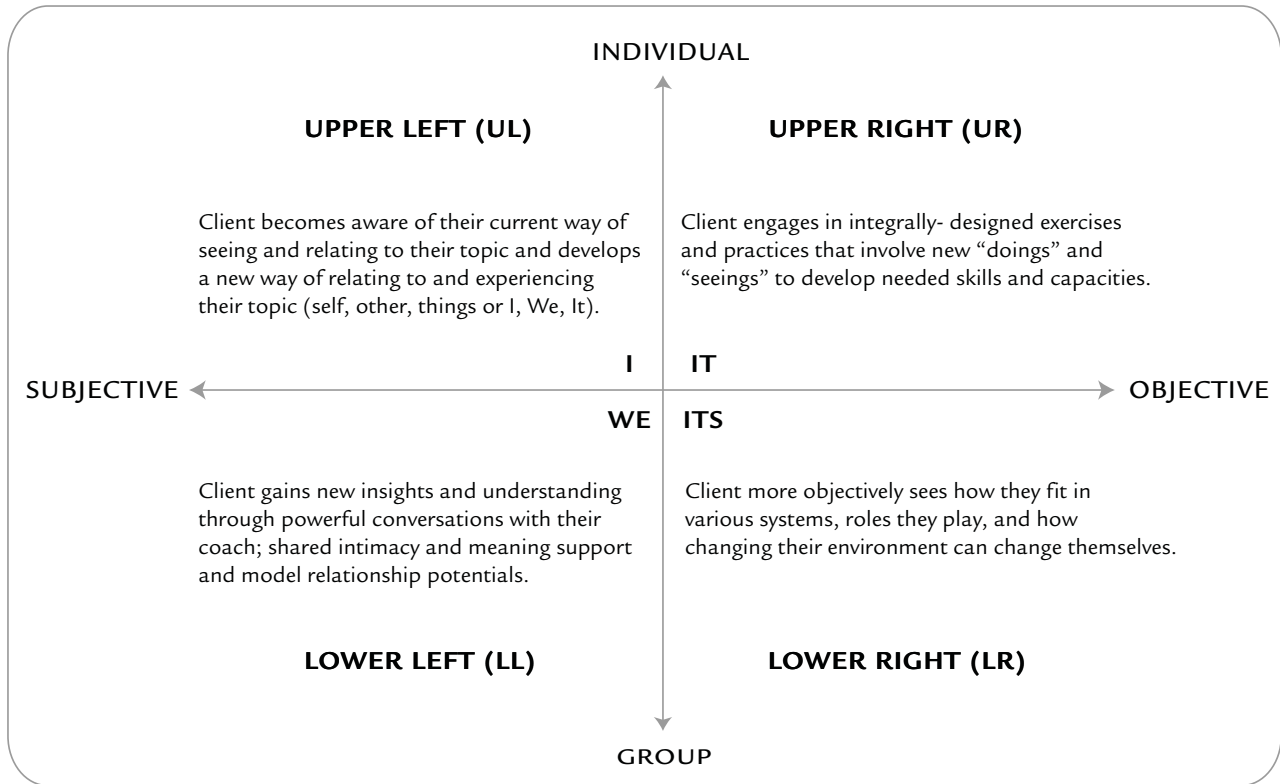 INDIVIDUAL
UPPER LEFT (UL)
UPPER RIGHT (UR)
Client becomes aware of their current way of
seeing and relating to their topic and develops
a new way of relating to and experiencing
their topic (self, other, things or I, We, It).
Client engages in integrally- designed exercises
and practices that involve new “doings” and
“seeings” to develop needed skills and capacities.
I
IT
SUBJECTIVE
OBJECTIVE
WE
ITS
Client gains new insights and understanding
through powerful conversations with their
coach; shared intimacy and meaning support
and model relationship potentials.
Client more objectively sees how they fit in
various systems, roles they play, and how
changing their environment can change themselves.
LOWER LEFT (LL)
LOWER RIGHT (LR)
GROUP